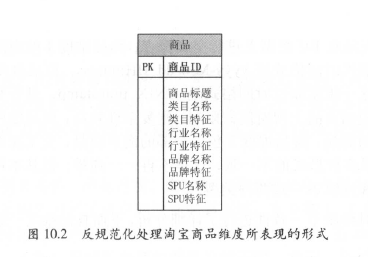 商品
PK 商品ID
商品标题
类目名称
类目特征
行业名称
行业特征
品牌名称
品牌特征
SPU名称
SPU特征
图 10.2 反规范化处理淘宝商品维度所表现的形式